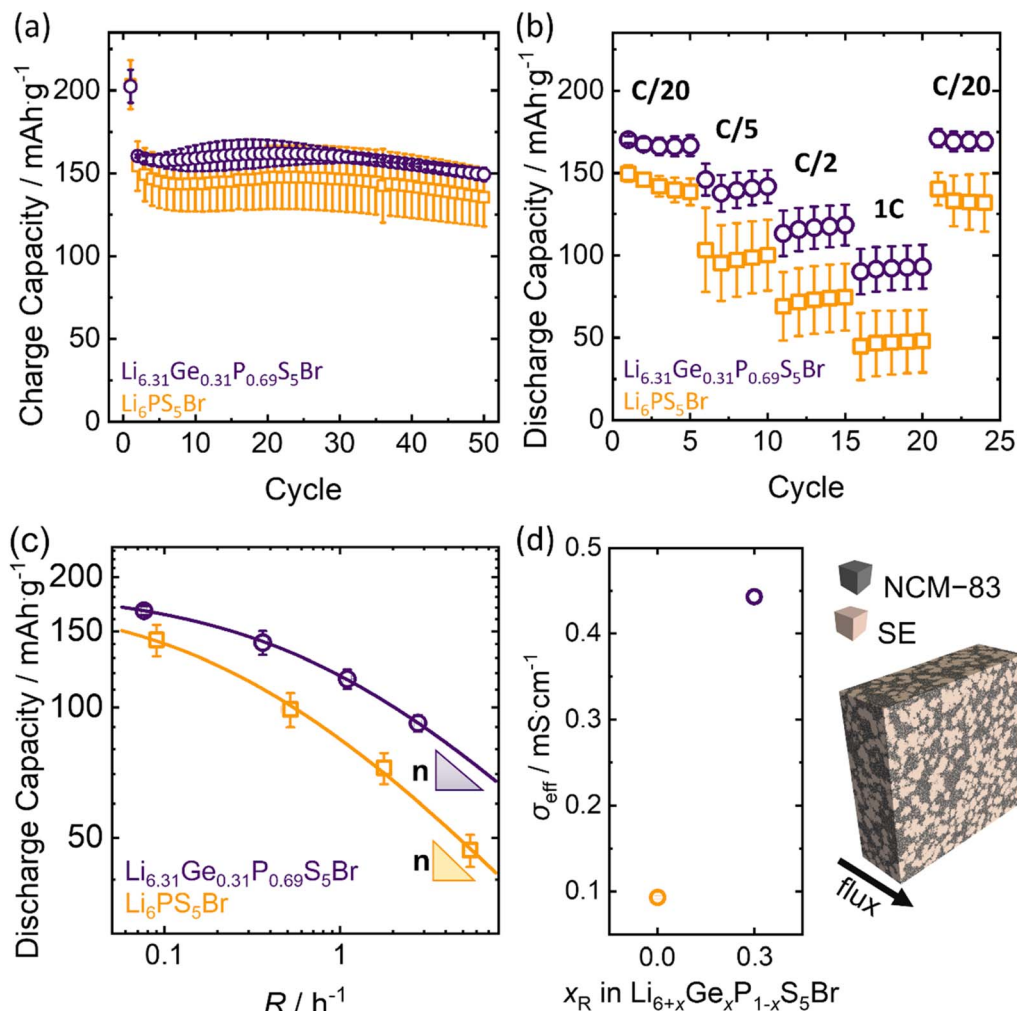 (a)
Charge Capacity / mAh·g⁻¹
200
150
100
50
0
Li₆.₃₁Ge₀.₃₁P₀.₆₉S₅Br
Li₆PS₅Br
0 10 20 30 40 50
Cycle
(b)
Discharge Capacity / mAh·g⁻¹
200
150
100
50
0
C/20
C/5
C/2
1C
C/20
Li₆.₃₁Ge₀.₃₁P₀.₆₉S₅Br
Li₆PS₅Br
0 5 10 15 20 25
Cycle
(c)
Discharge Capacity / mAh·g⁻¹
200
150
100
50
n
n
Li₆.₃₁Ge₀.₃₁P₀.₆₉S₅Br
Li₆PS₅Br
0.1 1
R / h⁻¹
(d)
σeff / mS·cm⁻¹
0.5
0.4
0.3
0.2
0.1
0.0 0.3
xR in Li₆₊ₓGeₓP₁₋ₓS₅Br
NCM−83
SE
flux